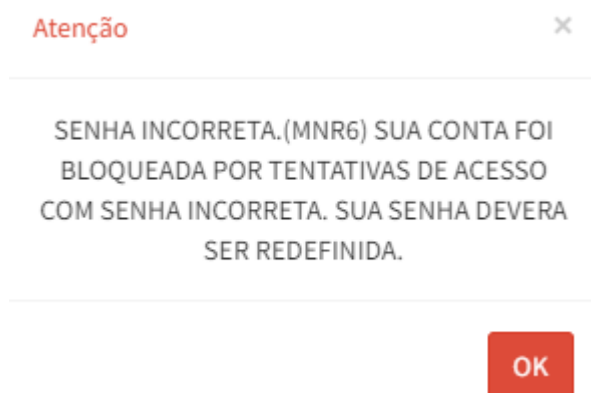 Atenção ×
SENHA INCORRETA.(MNR6) SUA CONTA FOI
BLOQUEADA POR TENTATIVAS DE ACESSO
COM SENHA INCORRETA. SUA SENHA DEVERA
SER REDEFINIDA.
OK